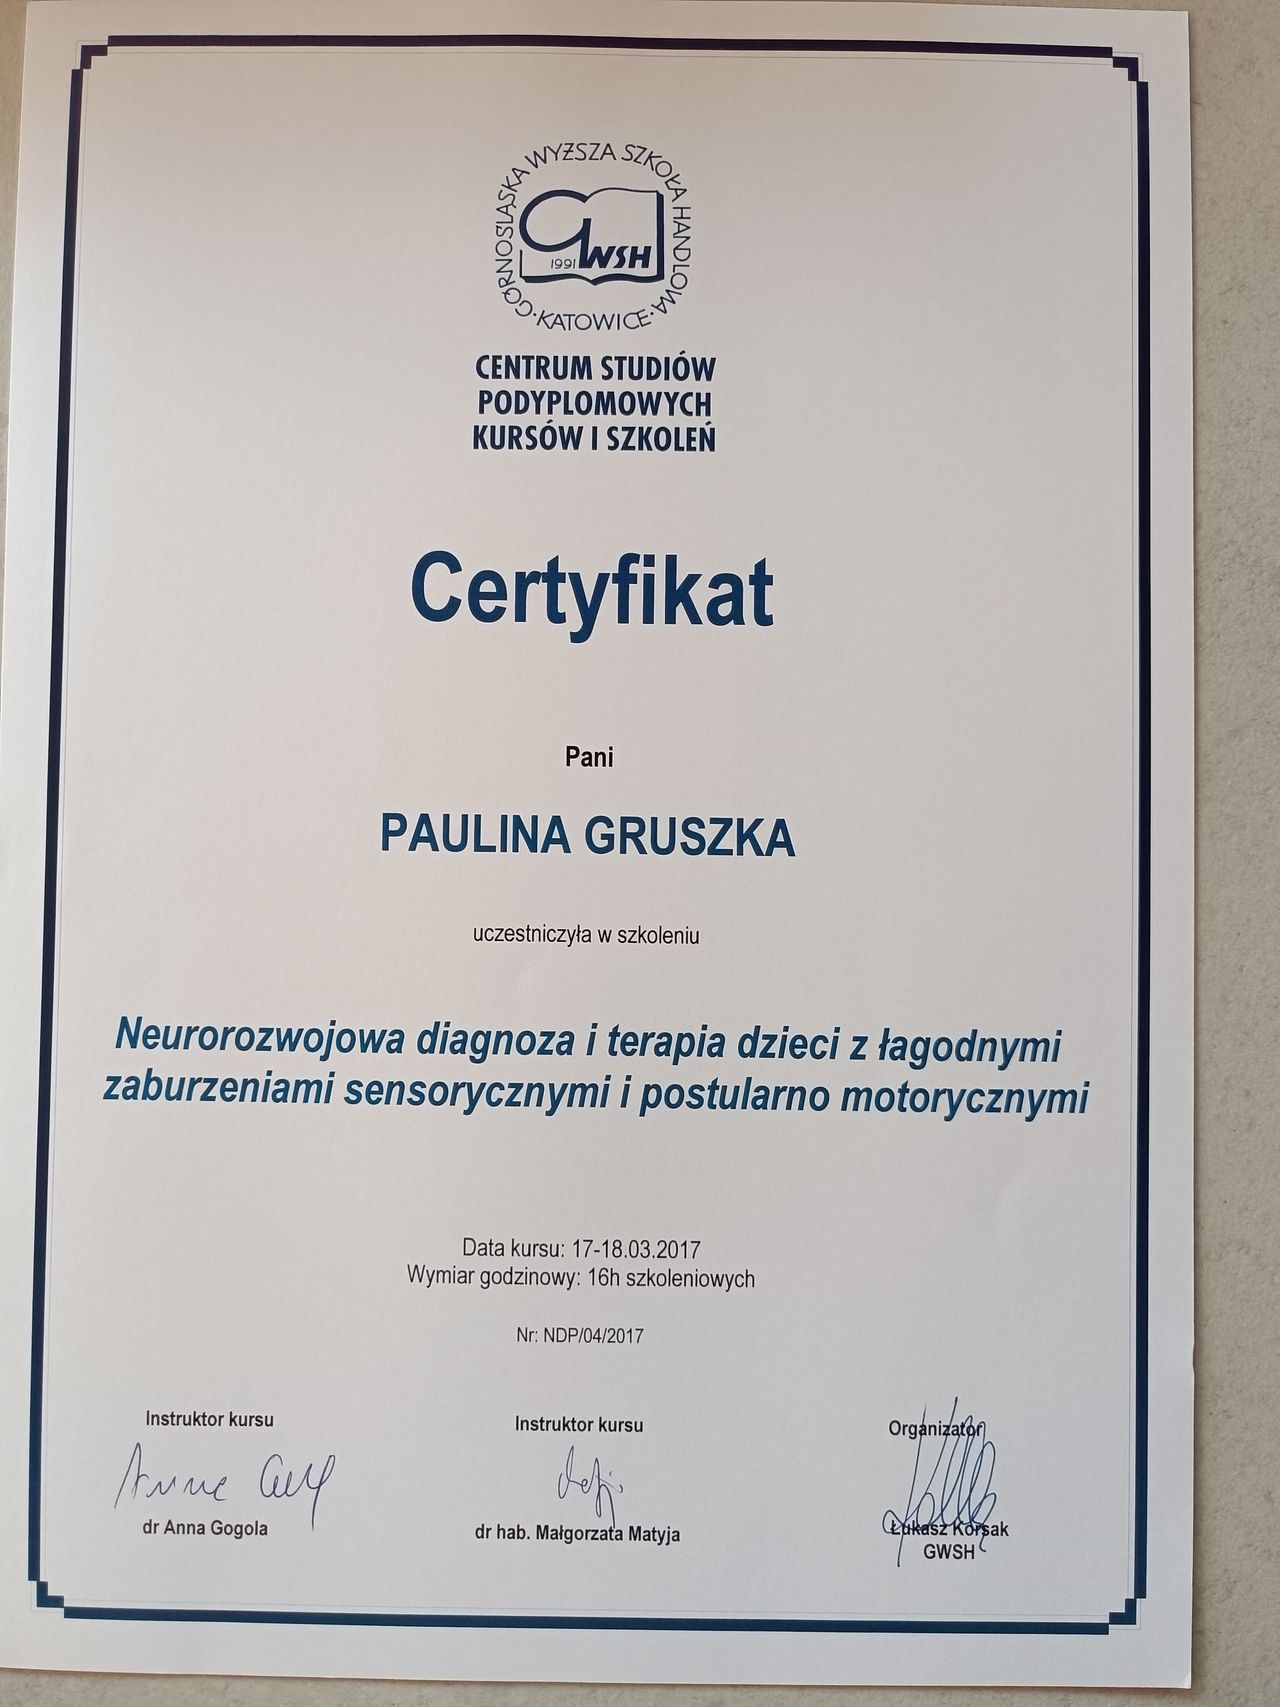 GÓRNOŚLĄSKA WYŻSZA SZKOŁA HANDLOWA
GWSH
1991
KATOWICE
CENTRUM STUDIÓW
PODYPLOMOWYCH
KURSÓW I SZKOLEŃ
Certyfikat
Pani
PAULINA GRUSZKA
uczestniczyła w szkoleniu
Neurorozwojowa diagnoza i terapia dzieci z łagodnymi
zaburzeniami sensorycznymi i postularno motorycznymi
Data kursu: 17-18.03.2017
Wymiar godzinowy: 16h szkoleniowych
Nr: NDP/04/2017
Instruktor kursu
dr Anna Gogola
Instruktor kursu
dr hab. Małgorzata Matyja
Organizator
Łukasz Korsak
GWSH